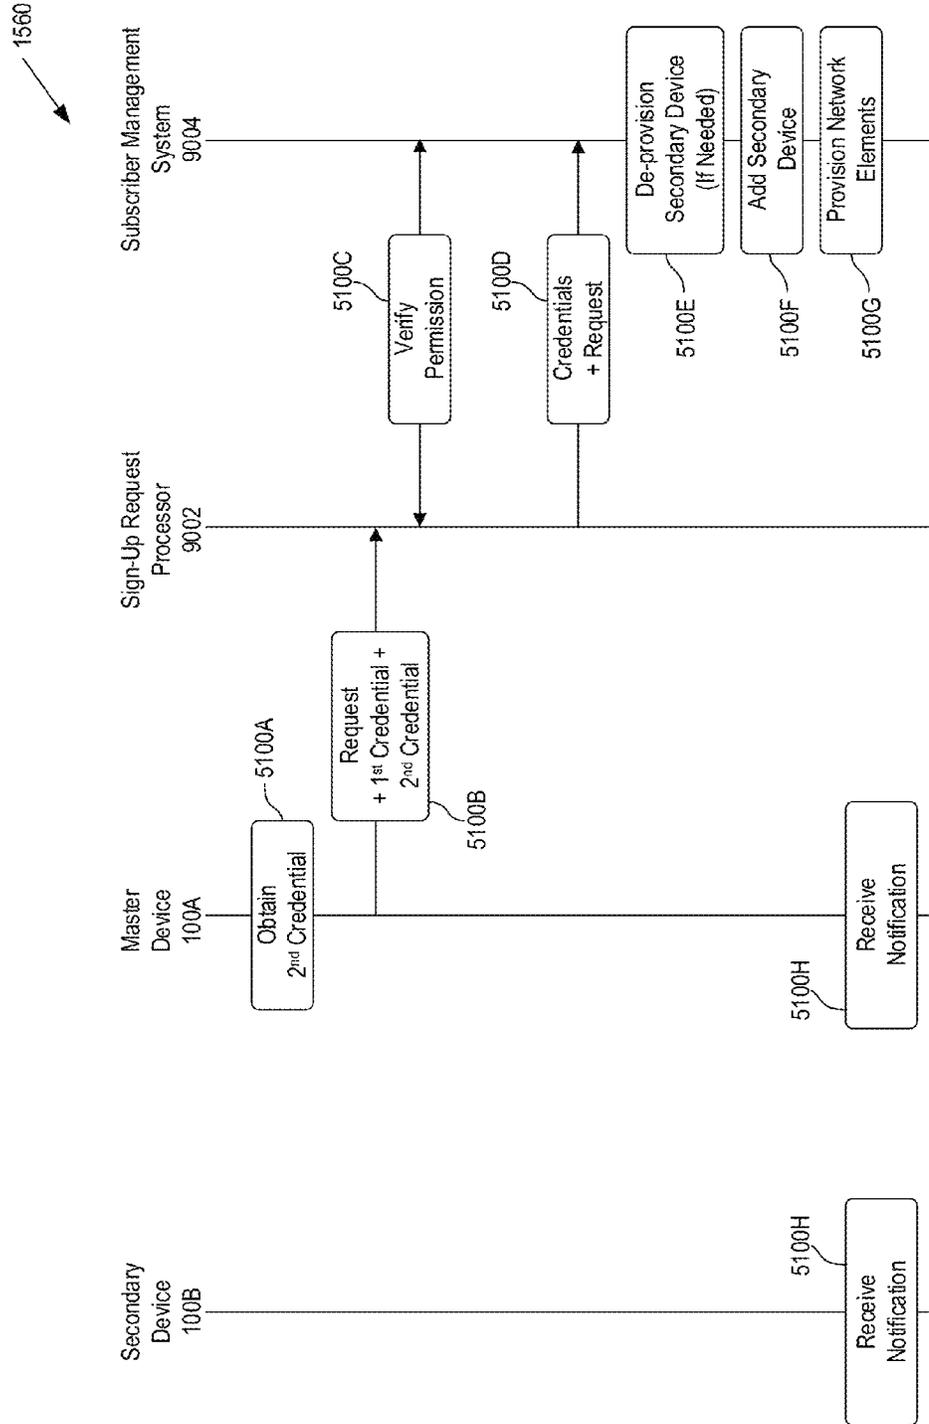 1560
Secondary
Device
100B
Master
Device
100A
Sign-Up Request
Processor
9002
Subscriber Management
System
9004
Obtain
2nd Credential
5100A
Request
+ 1st Credential +
2nd Credential
5100B
Verify
Permission
5100C
Credentials
+ Request
5100D
De-provision
Secondary Device
(If Needed)
5100E
Add Secondary
Device
5100F
Provision Network
Elements
5100G
Receive
Notification
5100H
Receive
Notification
5100H